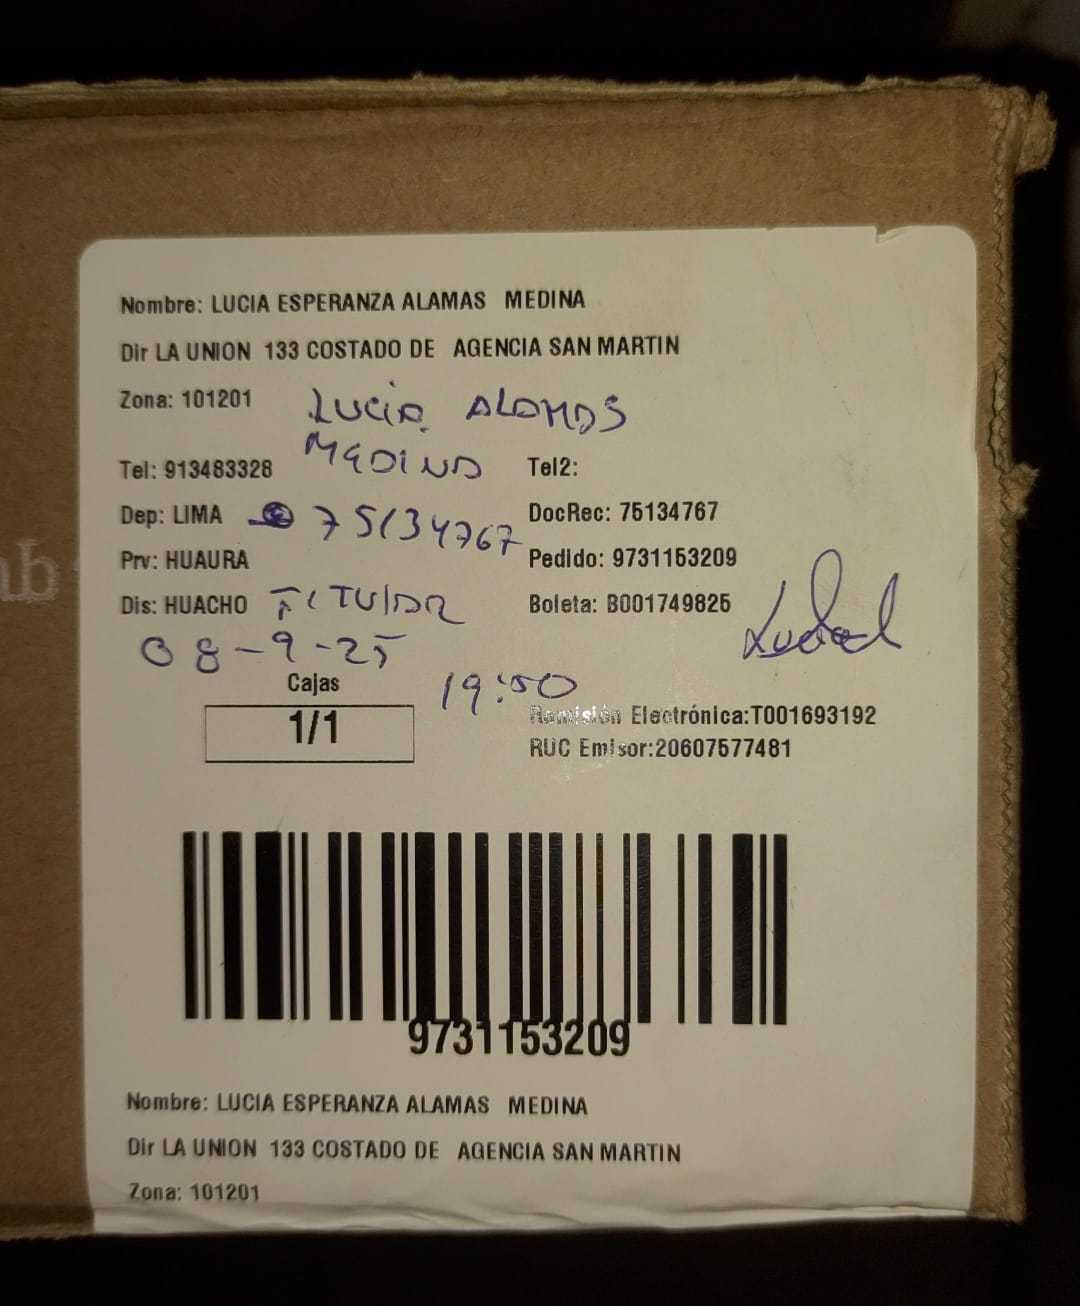 Nombre: LUCIA ESPERANZA ALAMAS MEDINA
Dir LA UNION 133 COSTADO DE AGENCIA SAN MARTIN
Zona: 101201
LUCIA ALAMAS
MEDINA
Tel: 913483328 Tel2:
Dep: LIMA 75134767 DocRec: 75134767
Prv: HUAURA Pedido: 9731153209
Dis: HUACHO TITULAR Boleta: B001749825
08-9-25
Cajas 19:50
1/1 Remisión Electrónica:T001693192
RUC Emisor:20607577481
9731153209
Nombre: LUCIA ESPERANZA ALAMAS MEDINA
Dir LA UNION 133 COSTADO DE AGENCIA SAN MARTIN
Zona: 101201